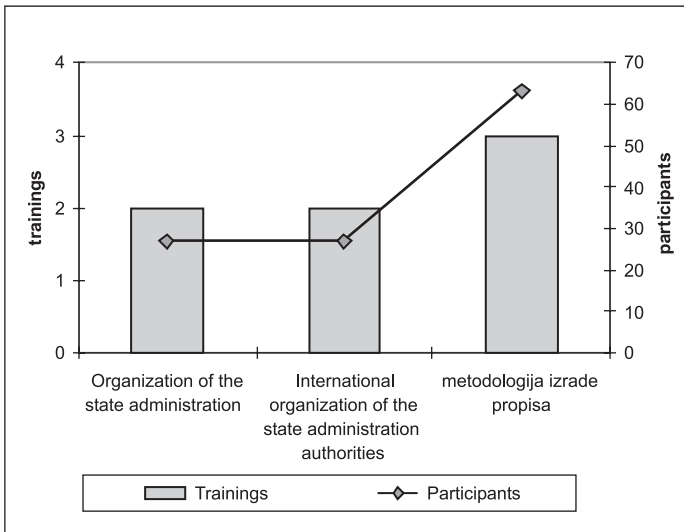 4
3
2
1
0
trainings
70
60
50
40
30
20
10
0
participants
Organization of the
state administration
International
organization of the
state administration
authorities
metodologija izrade
propisa
Trainings
Participants